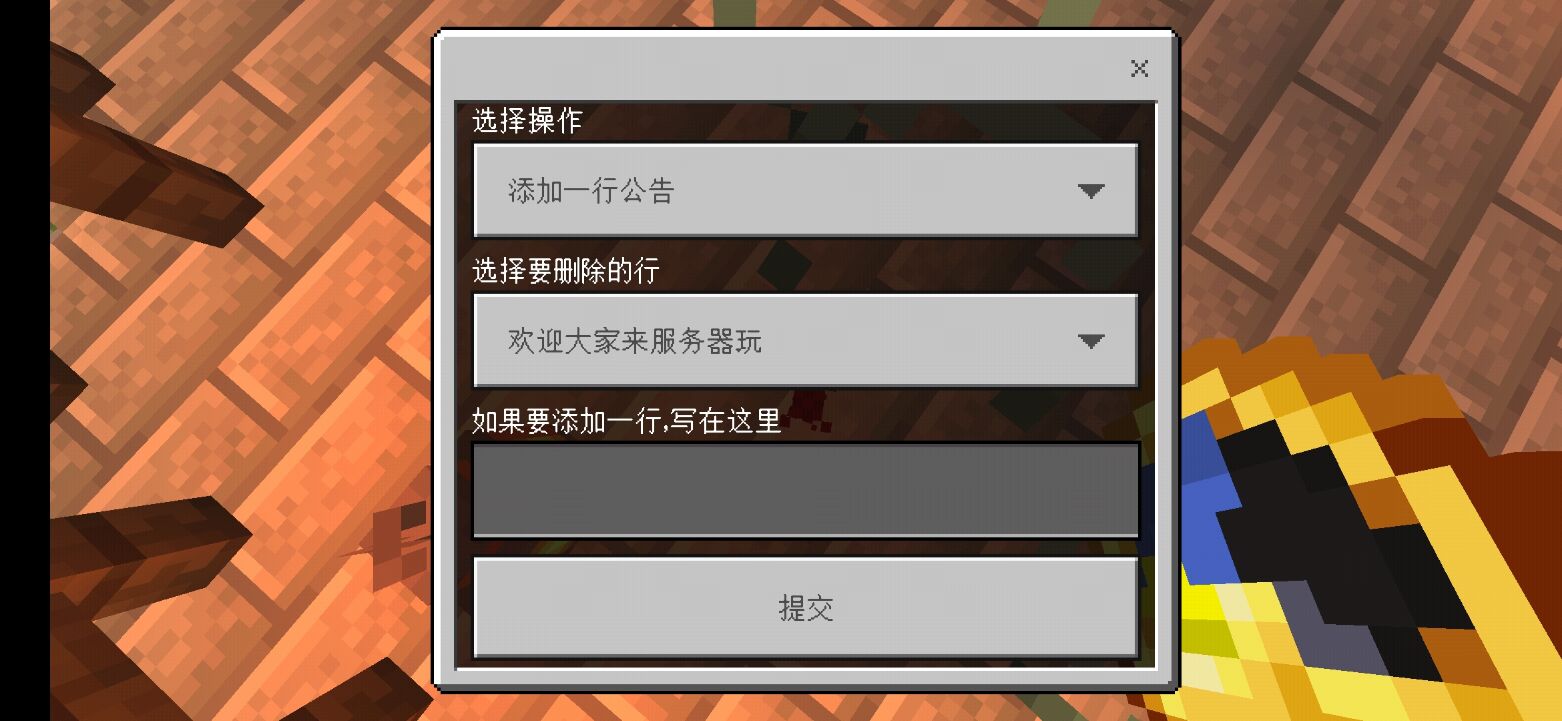 选择操作
添加一行公告
选择要删除的行
欢迎大家来服务器玩
如果要添加一行,写在这里
提交